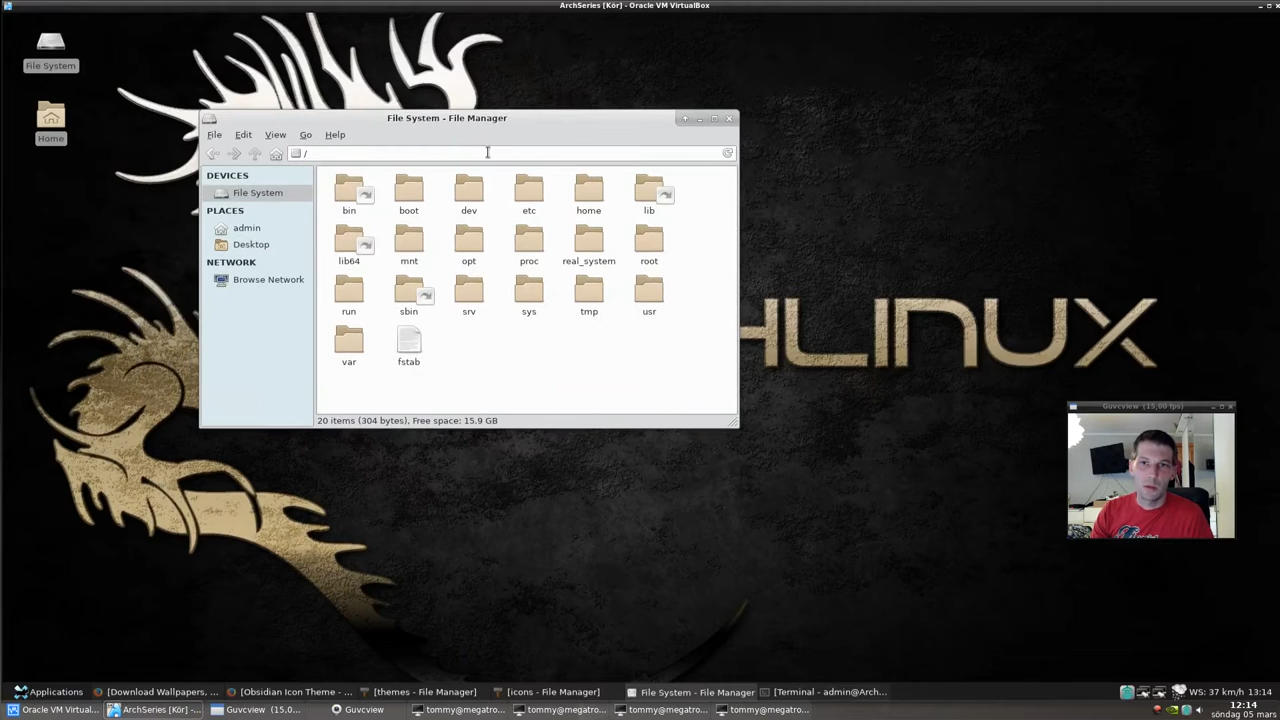 ArchSeries [Kör] - Oracle VM VirtualBox
File System
Home
File System - File Manager
File Edit View Go Help
/
DEVICES
File System
PLACES
admin
Desktop
NETWORK
Browse Network
bin boot dev etc home lib
lib64 mnt opt proc real_system root
run sbin srv sys tmp usr
var fstab
20 items (304 bytes), Free space: 15.9 GB
HLINUX
Guvcview (15,00 fps)
Applications [Download Wallpapers, ... [Obsidian Icon Theme - ... [themes - File Manager] [icons - File Manager] File System - File Manager [Terminal - admin@Arch... WS: 37 km/h 13:14
Oracle VM Virtual... ArchSeries [Kör] -... Guvcview (15,0... Guvcview tommy@megatro... tommy@megatro... tommy@megatro... tommy@megatro... 12:14
söndag 05 mars